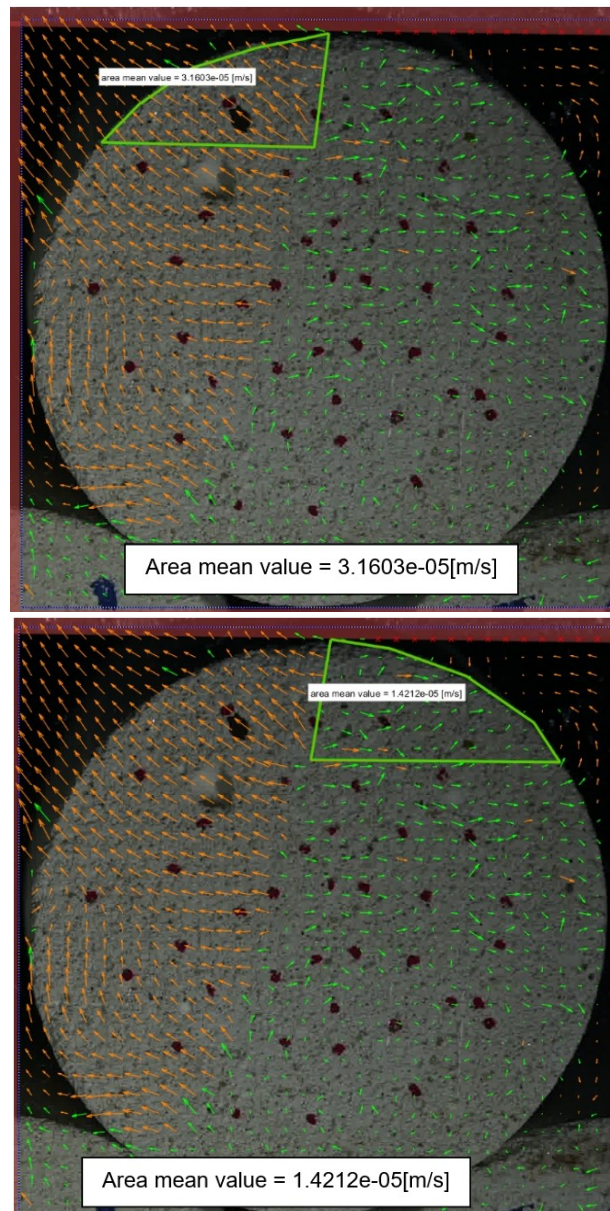 area mean value = 3.1603e-05 [m/s]
Area mean value = 3.1603e-05[m/s]
area mean value = 1.4212e-05 [m/s]
Area mean value = 1.4212e-05[m/s]